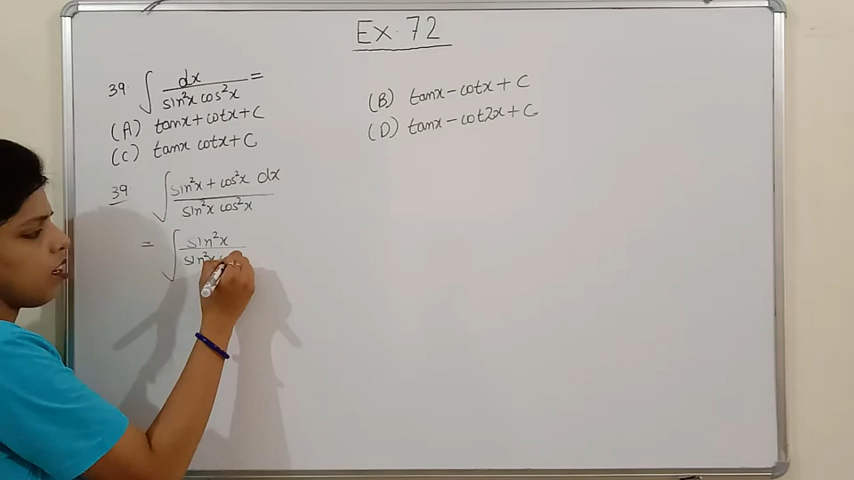 Ex. 72
39. ∫ dx / sin²x cos²x =
(A) tanx + cotx + C
(B) tanx - cotx + C
(C) tanx cotx + C
(D) tanx - cot2x + C
39 ∫ sin²x + cos²x dx / sin²x cos²x
= ∫ sin²x / sin²x